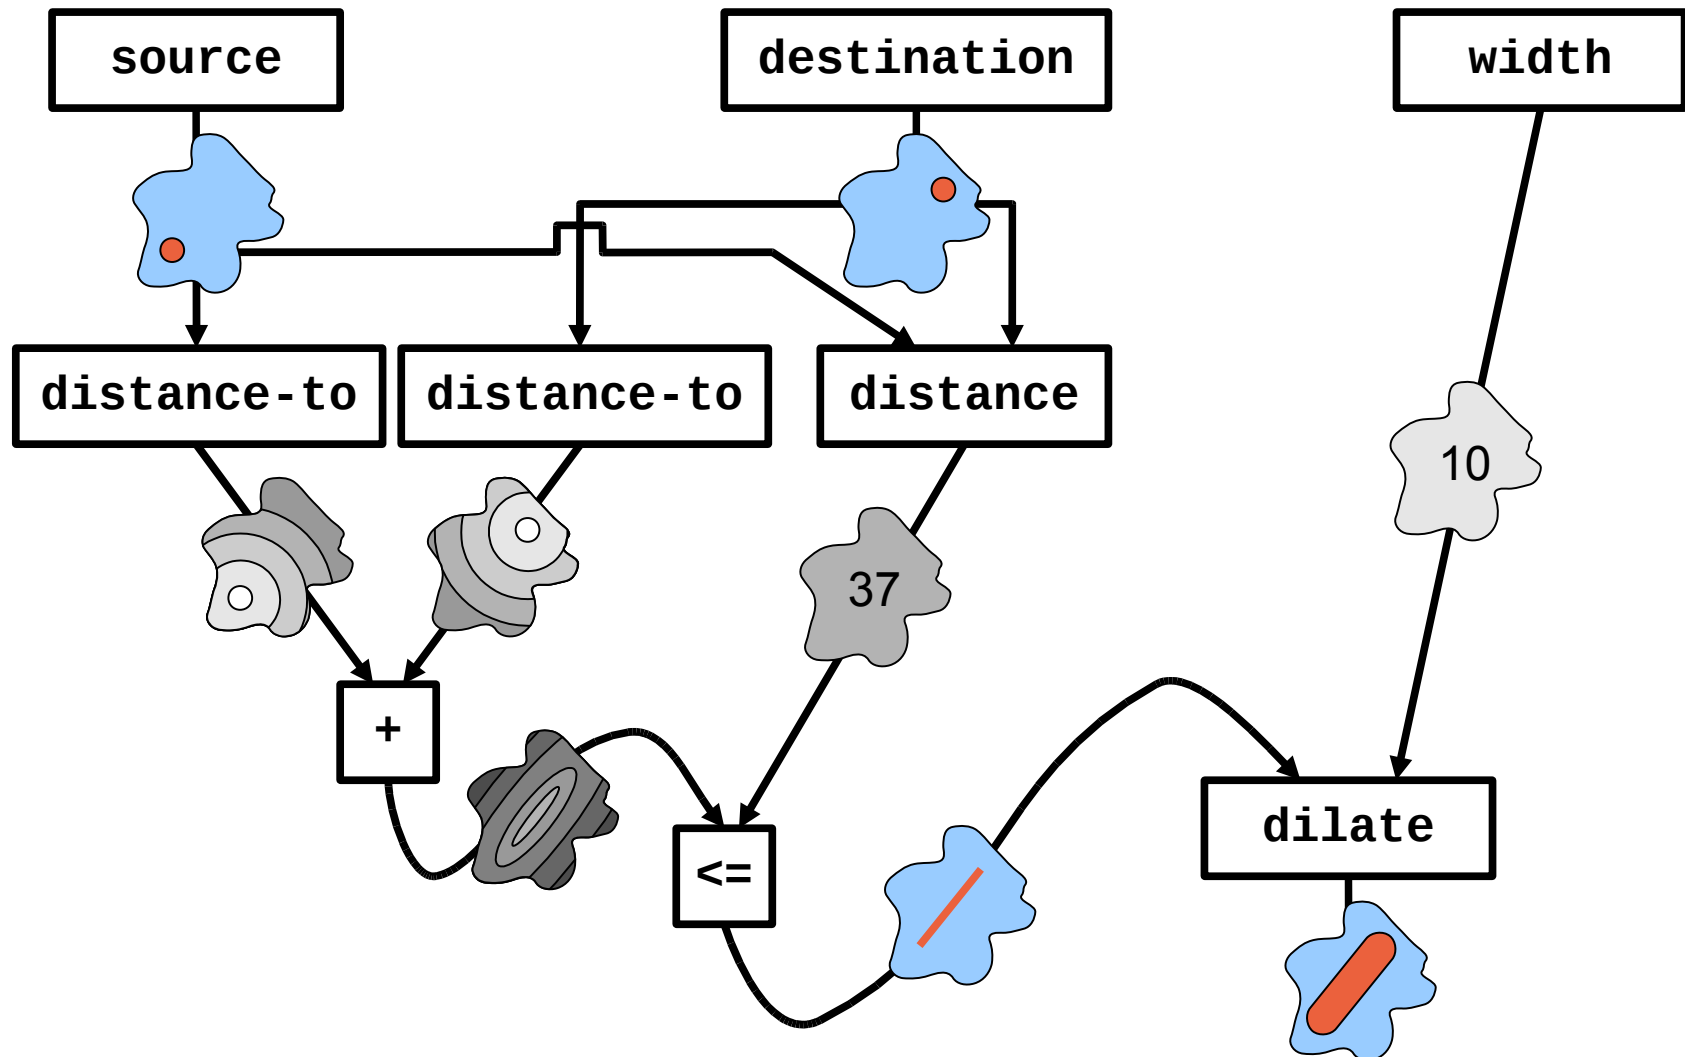 source
destination
width
distance-to
distance-to
distance
10
37
+
<=
dilate